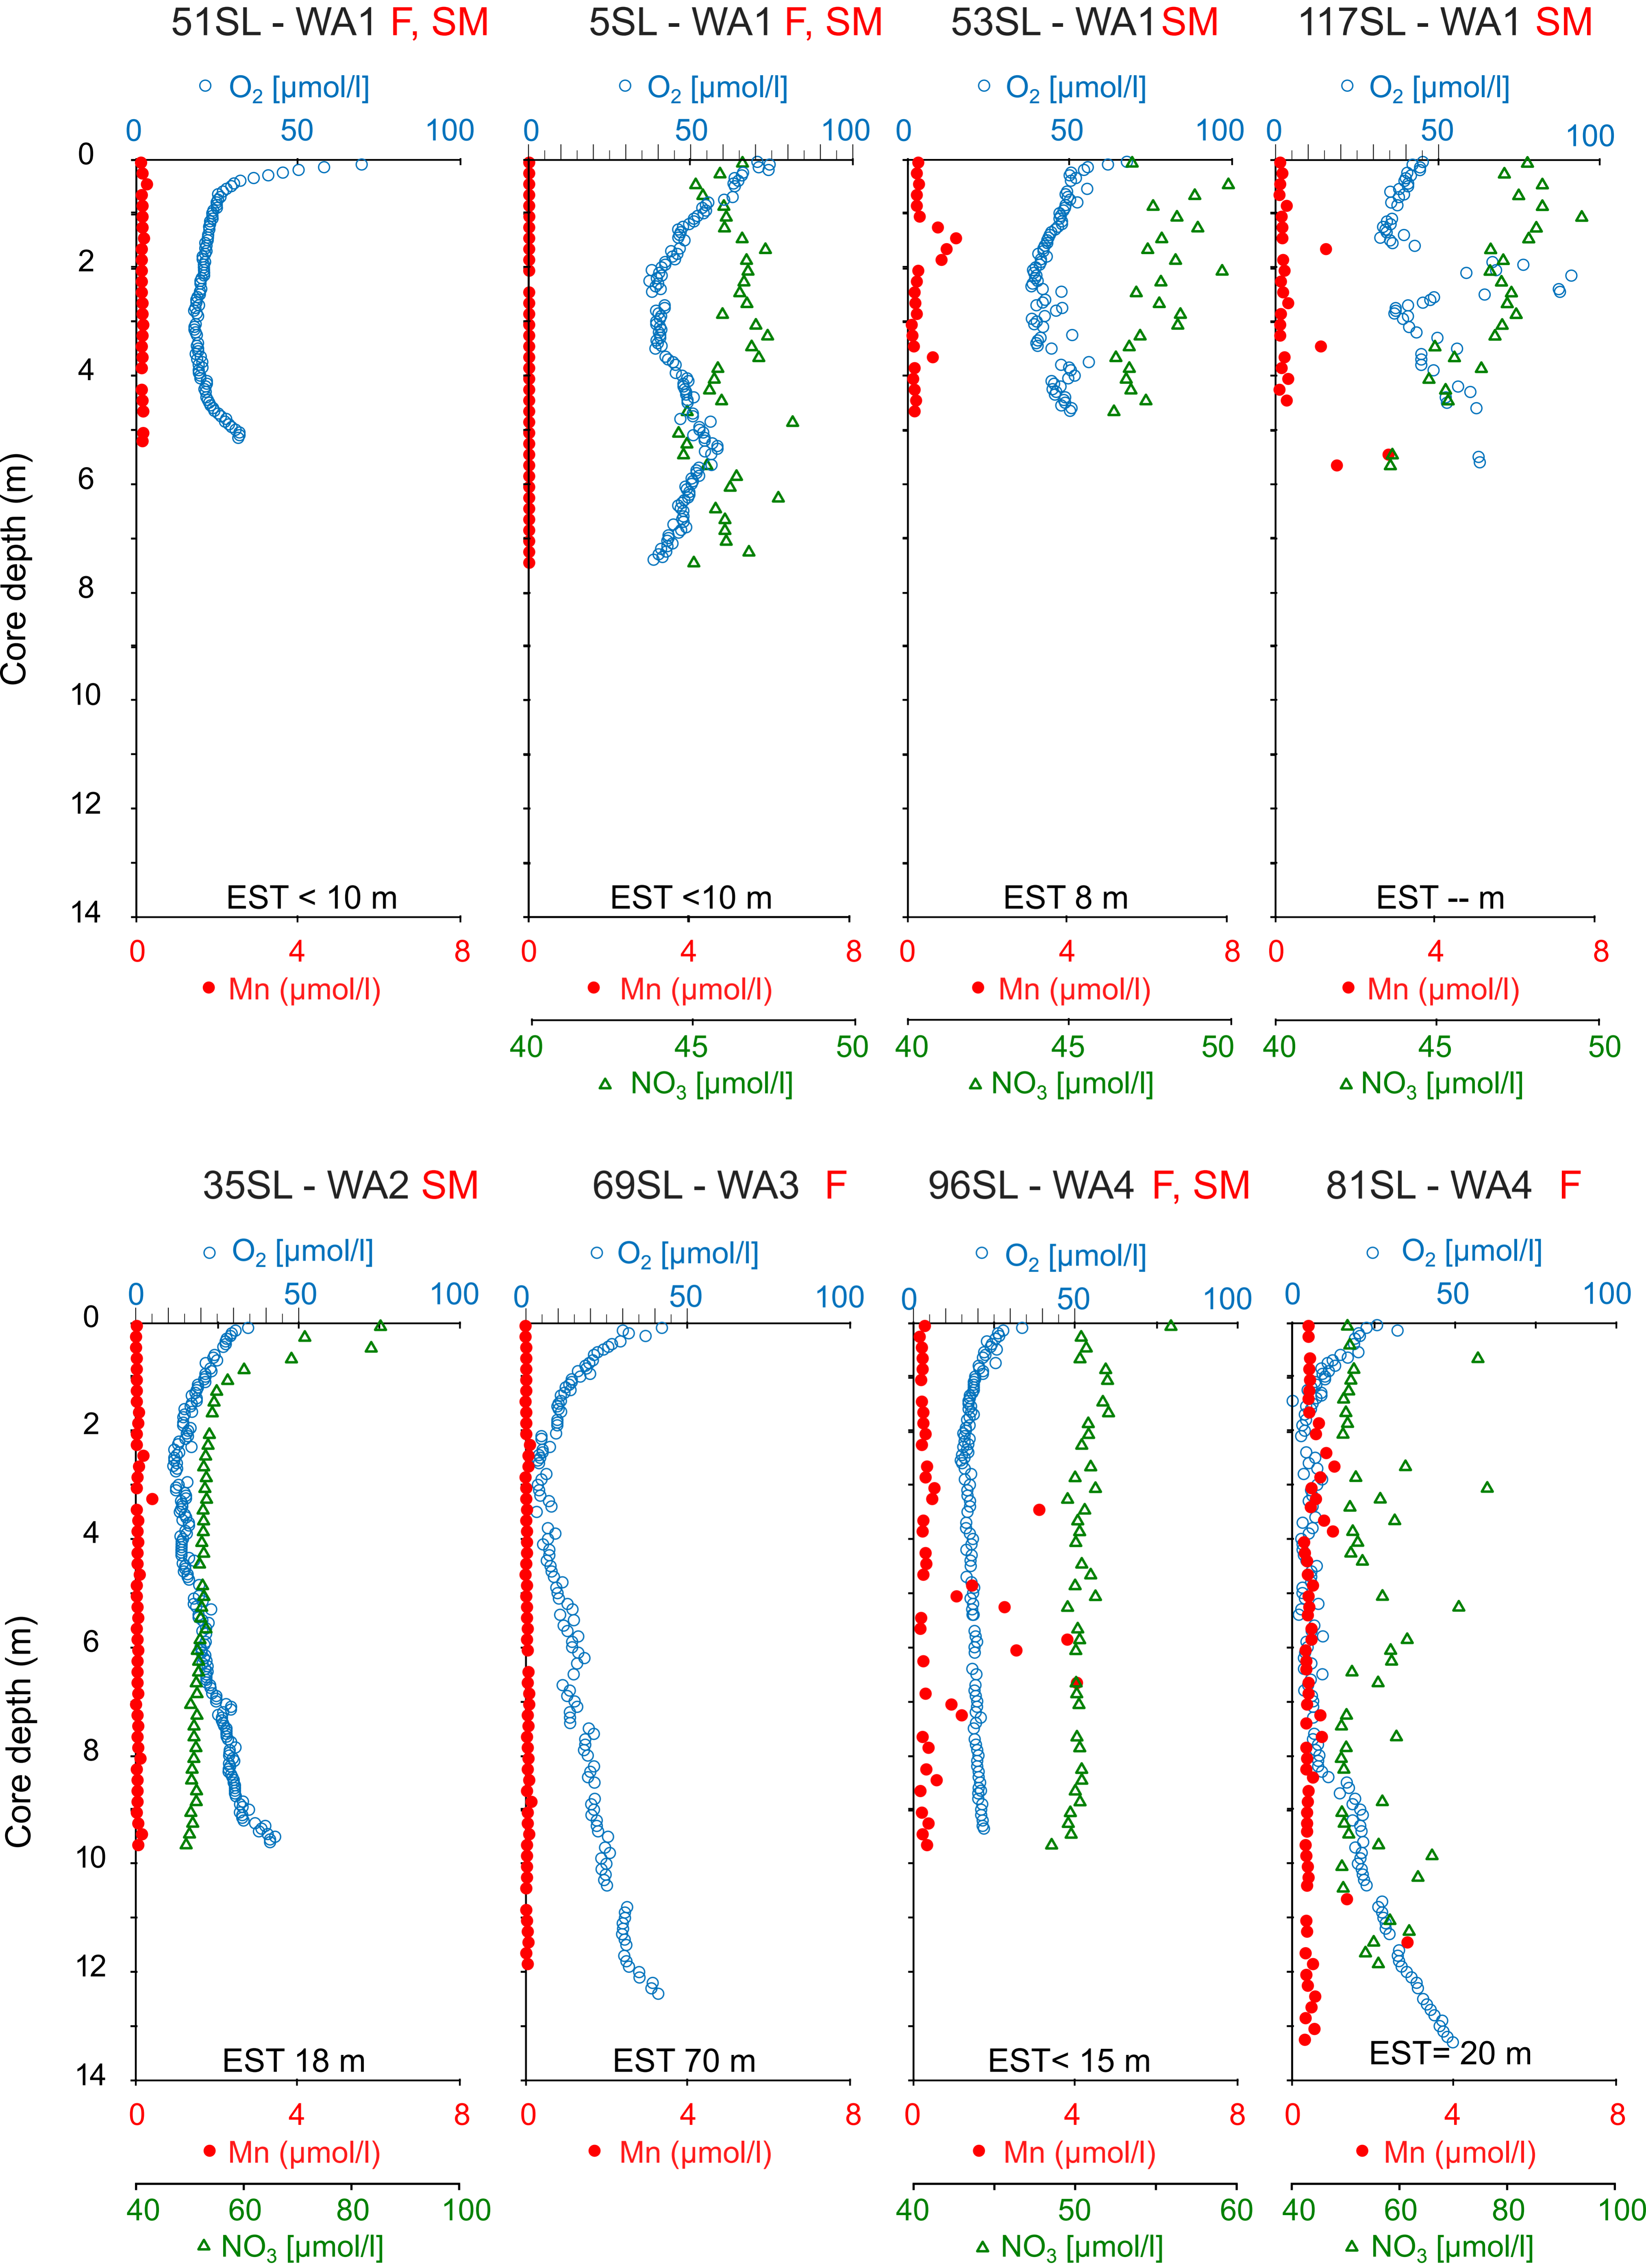 51SL - WA1 F, SM
5SL - WA1 F, SM
53SL - WA1 SM
117SL - WA1 SM
O₂ [µmol/l]
O₂ [µmol/l]
O₂ [µmol/l]
O₂ [µmol/l]
0 50 100
0 50 100
0 50 100
0 50 100
0
2
4
6
8
10
12
14
Core depth (m)
EST < 10 m
EST <10 m
EST 8 m
EST -- m
0 4 8
0 4 8
0 4 8
0 4 8
Mn (µmol/l)
Mn (µmol/l)
Mn (µmol/l)
Mn (µmol/l)
40 45 50
40 45 50
40 45 50
NO₃ [µmol/l]
NO₃ [µmol/l]
NO₃ [µmol/l]
35SL - WA2 SM
69SL - WA3 F
96SL - WA4 F, SM
81SL - WA4 F
O₂ [µmol/l]
O₂ [µmol/l]
O₂ [µmol/l]
O₂ [µmol/l]
0 50 100
0 50 100
0 50 100
0 50 100
0
2
4
6
8
10
12
14
Core depth (m)
EST 18 m
EST 70 m
EST< 15 m
EST= 20 m
0 4 8
0 4 8
0 4 8
0 4 8
Mn (µmol/l)
Mn (µmol/l)
Mn (µmol/l)
Mn (µmol/l)
40 60 80 100
40 50 60
40 60 80 100
NO₃ [µmol/l]
NO₃ [µmol/l]
NO₃ [µmol/l]